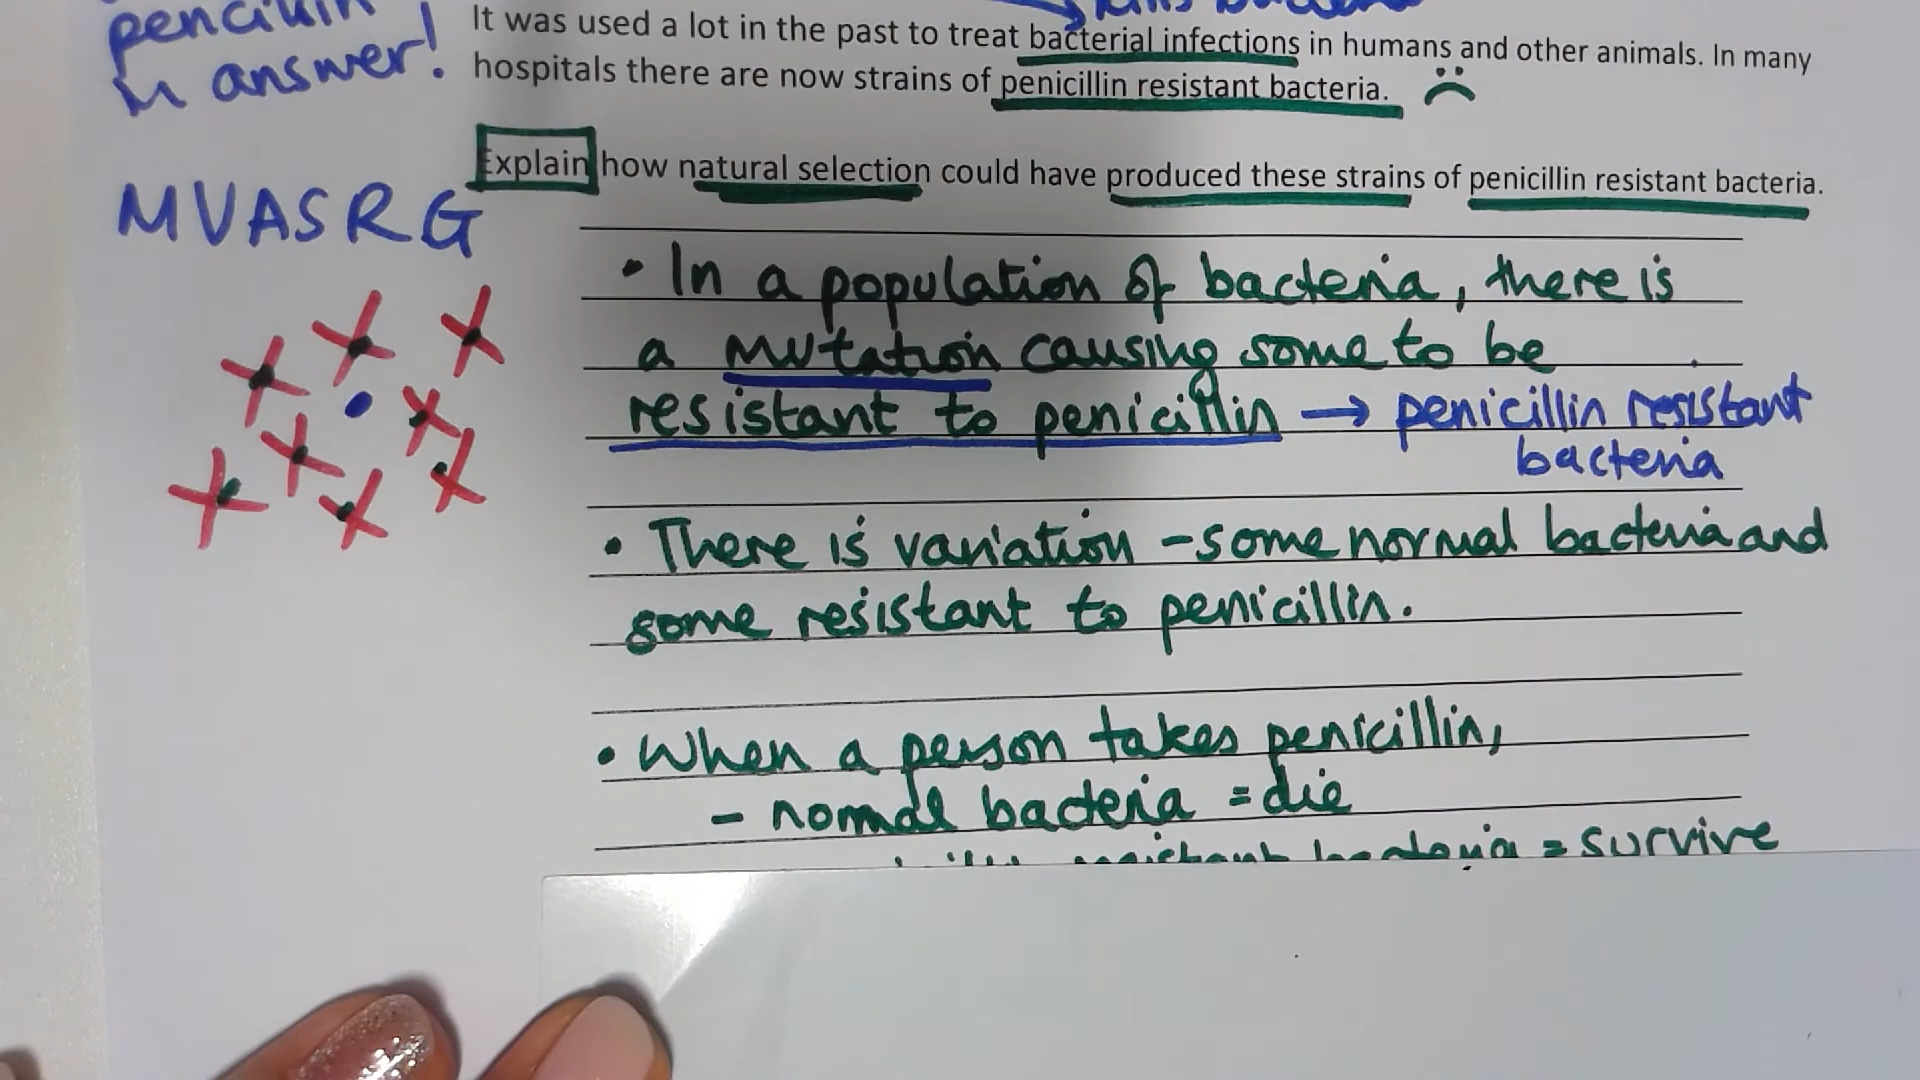 penicillin
in answer!
It was used a lot in the past to treat bacterial infections in humans and other animals. In many
hospitals there are now strains of penicillin resistant bacteria.
Explain how natural selection could have produced these strains of penicillin resistant bacteria.
MVASRG
• In a population of bacteria, there is
a mutation causing some to be
resistant to penicillin → penicillin resistant
bacteria
• There is variation - some normal bacteria and
some resistant to penicillin.
• When a person takes penicillin,
- normal bacteria = die
resistant bacteria = survive